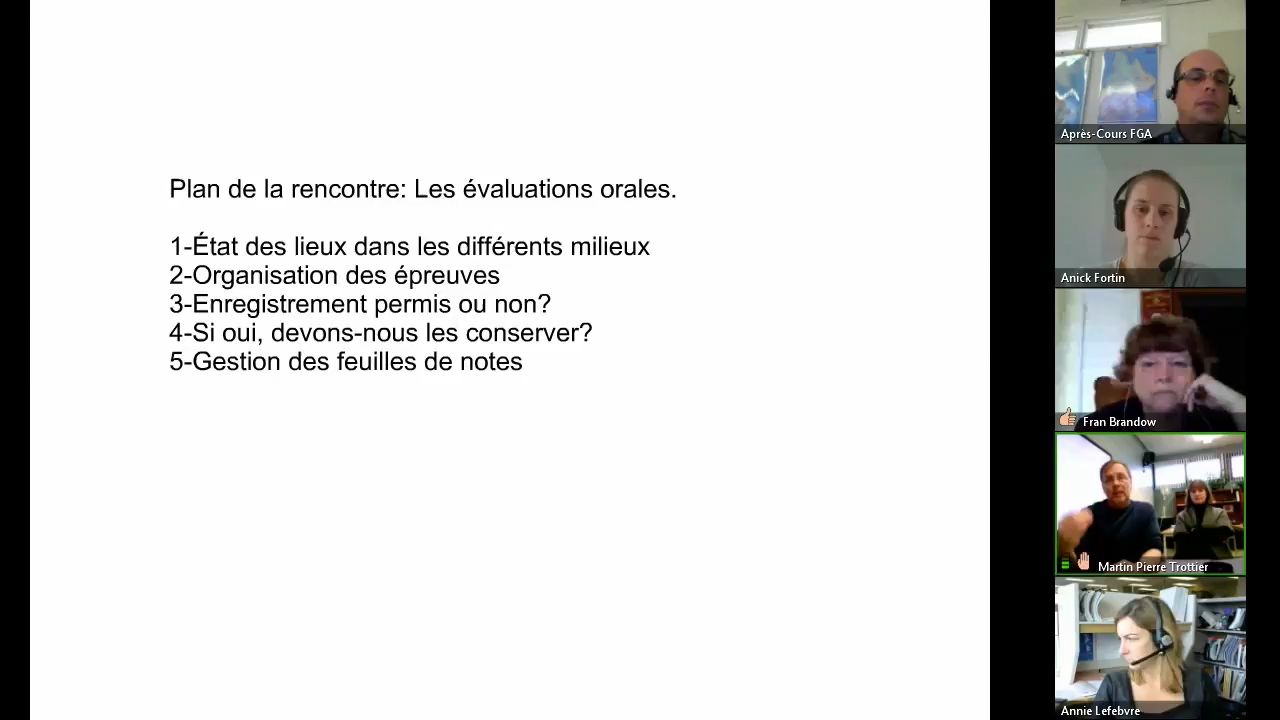 Plan de la rencontre: Les évaluations orales.
1-État des lieux dans les différents milieux
2-Organisation des épreuves
3-Enregistrement permis ou non?
4-Si oui, devons-nous les conserver?
5-Gestion des feuilles de notes
Après-Cours FGA
Anick Fortin
Fran Brandow
Martin Pierre Trottier
Annie Lefebvre